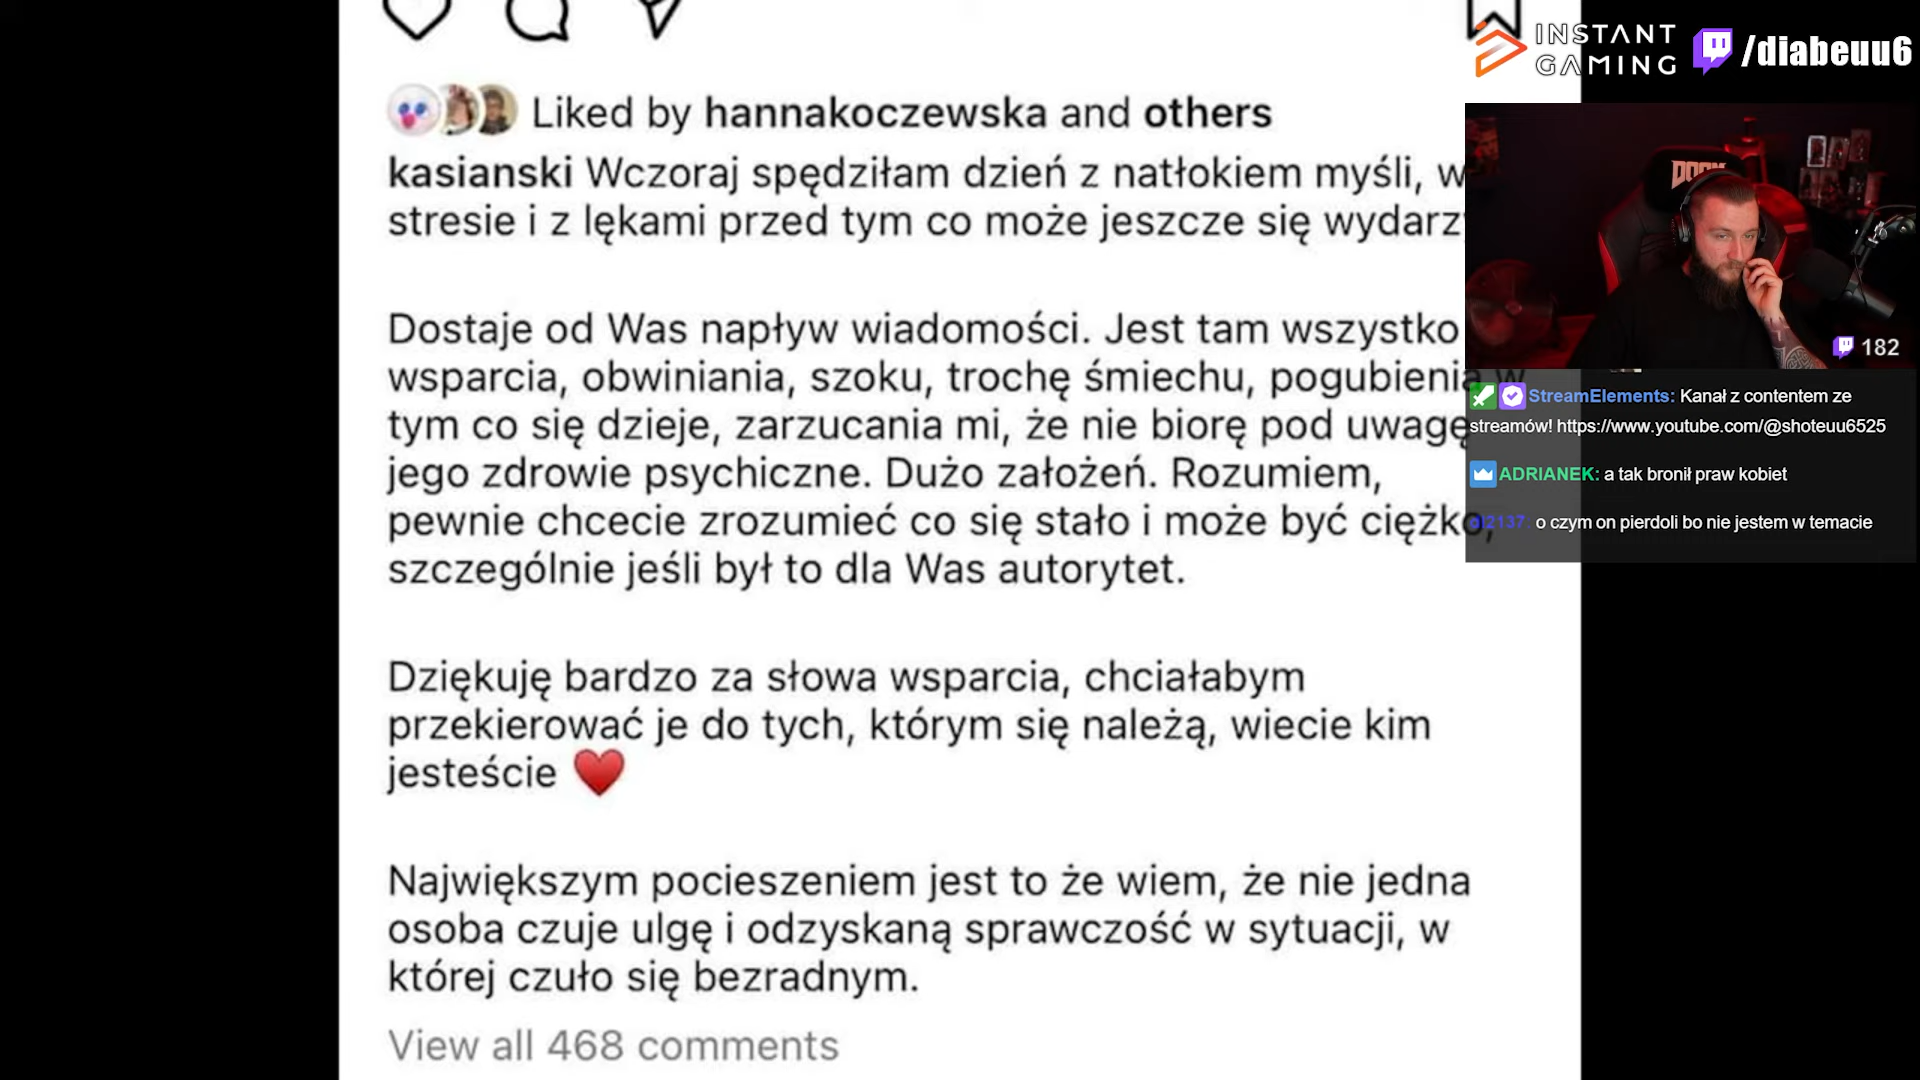 INSTANT
GAMING
/diabeuu6
Liked by hannakoczewska and others
kasianski Wczoraj spędziłam dzień z natłokiem myśli, w
stresie i z lękami przed tym co może jeszcze się
Dostaje od Was napływ wiadomości. Jest tam wszystko
wsparcia, obwiniania, szoku, trochę śmiechu, pogubienia w
tym co się dzieje, zarzucania mi, że nie biorę pod uwagę
jego zdrowie psychiczne. Dużo założeń. Rozumiem,
pewnie chcecie zrozumieć co się stało i może być ciężko,
szczególnie jeśli był to dla Was autorytet.
Dziękuję bardzo za słowa wsparcia, chciałabym
przekierować je do tych, którym się należą, wiecie kim
jesteście
Największym pocieszeniem jest to że wiem, że nie jedna
osoba czuje ulgę i odzyskaną sprawczość w sytuacji, w
której czuło się bezradnym.
View all 468 comments
DOOM
182
StreamElements: Kanał z contentem ze
streamów! https://www.youtube.com/@shoteuu6525
ADRIANEK: a tak bronił praw kobiet
o czym on pierdoli bo nie jestem w temacie